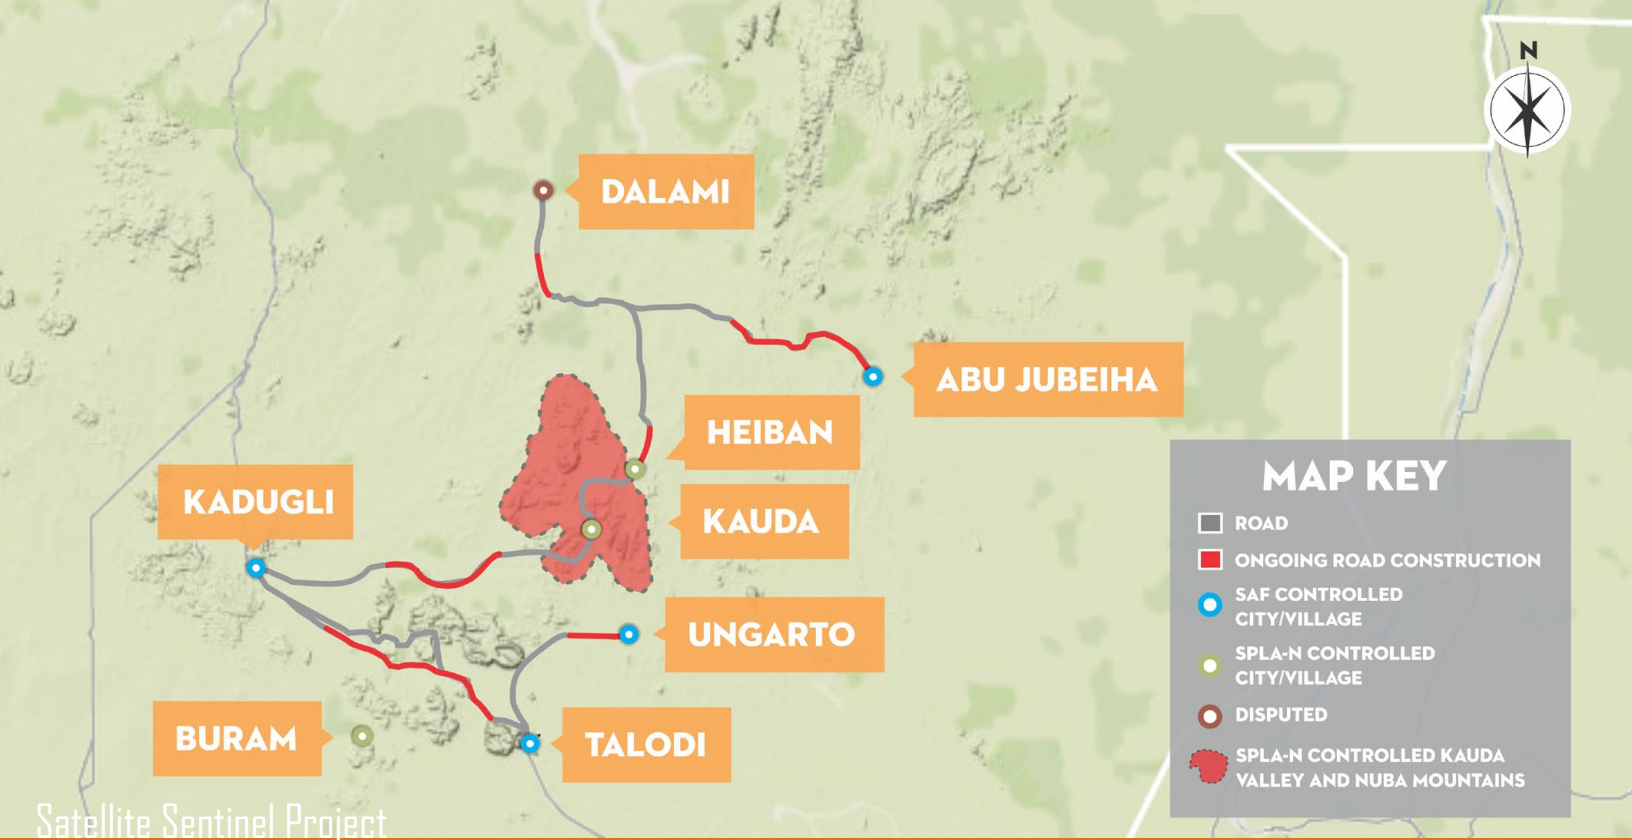 N
DALAMI
ABU JUBEIHA
HEIBAN
KAUDA
KADUGLI
UNGARTO
BURAM
TALODI
MAP KEY
ROAD
ONGOING ROAD CONSTRUCTION
SAF CONTROLLED
CITY/VILLAGE
SPLA-N CONTROLLED
CITY/VILLAGE
DISPUTED
SPLA-N CONTROLLED KAUDA
VALLEY AND NUBA MOUNTAINS
Satellite Sentinel Project